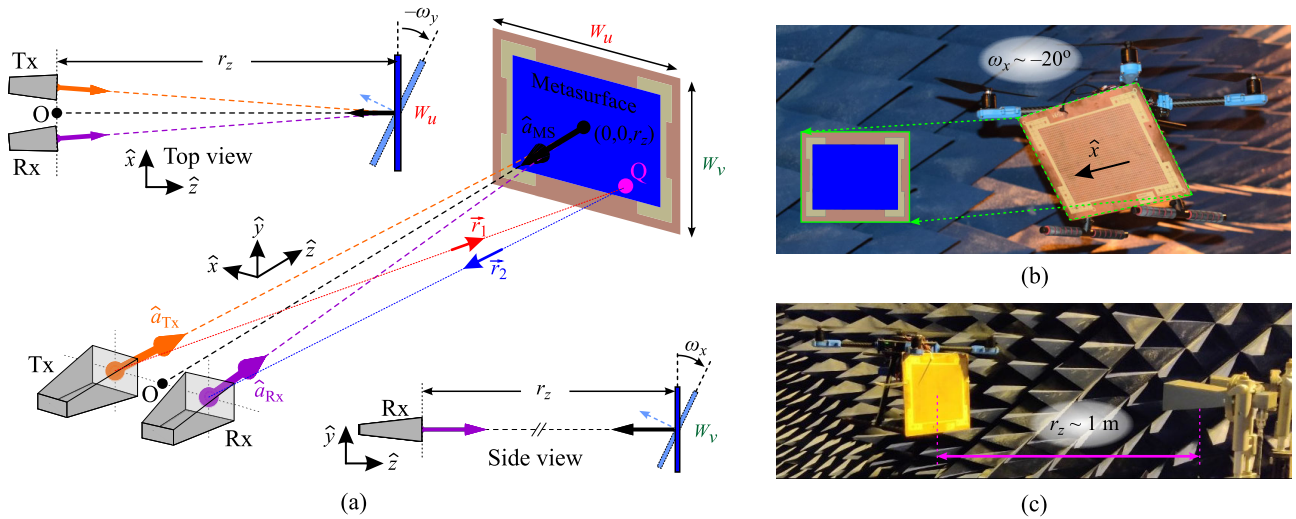 −ω_y
Tx
r_z
O
W_u
Rx
x̂
Top view
ẑ
W_u
Metasurface
â_MS
(0,0,r_z)
W_v
Q
r⃗_1
r⃗_2
ŷ
x̂
ẑ
â_Tx
Tx
O
â_Rx
Rx
ω_x
Rx
r_z
ŷ
ẑ
Side view
W_v
(a)
ω_x ~ −20°
x̂
(b)
r_z ~ 1 m
(c)